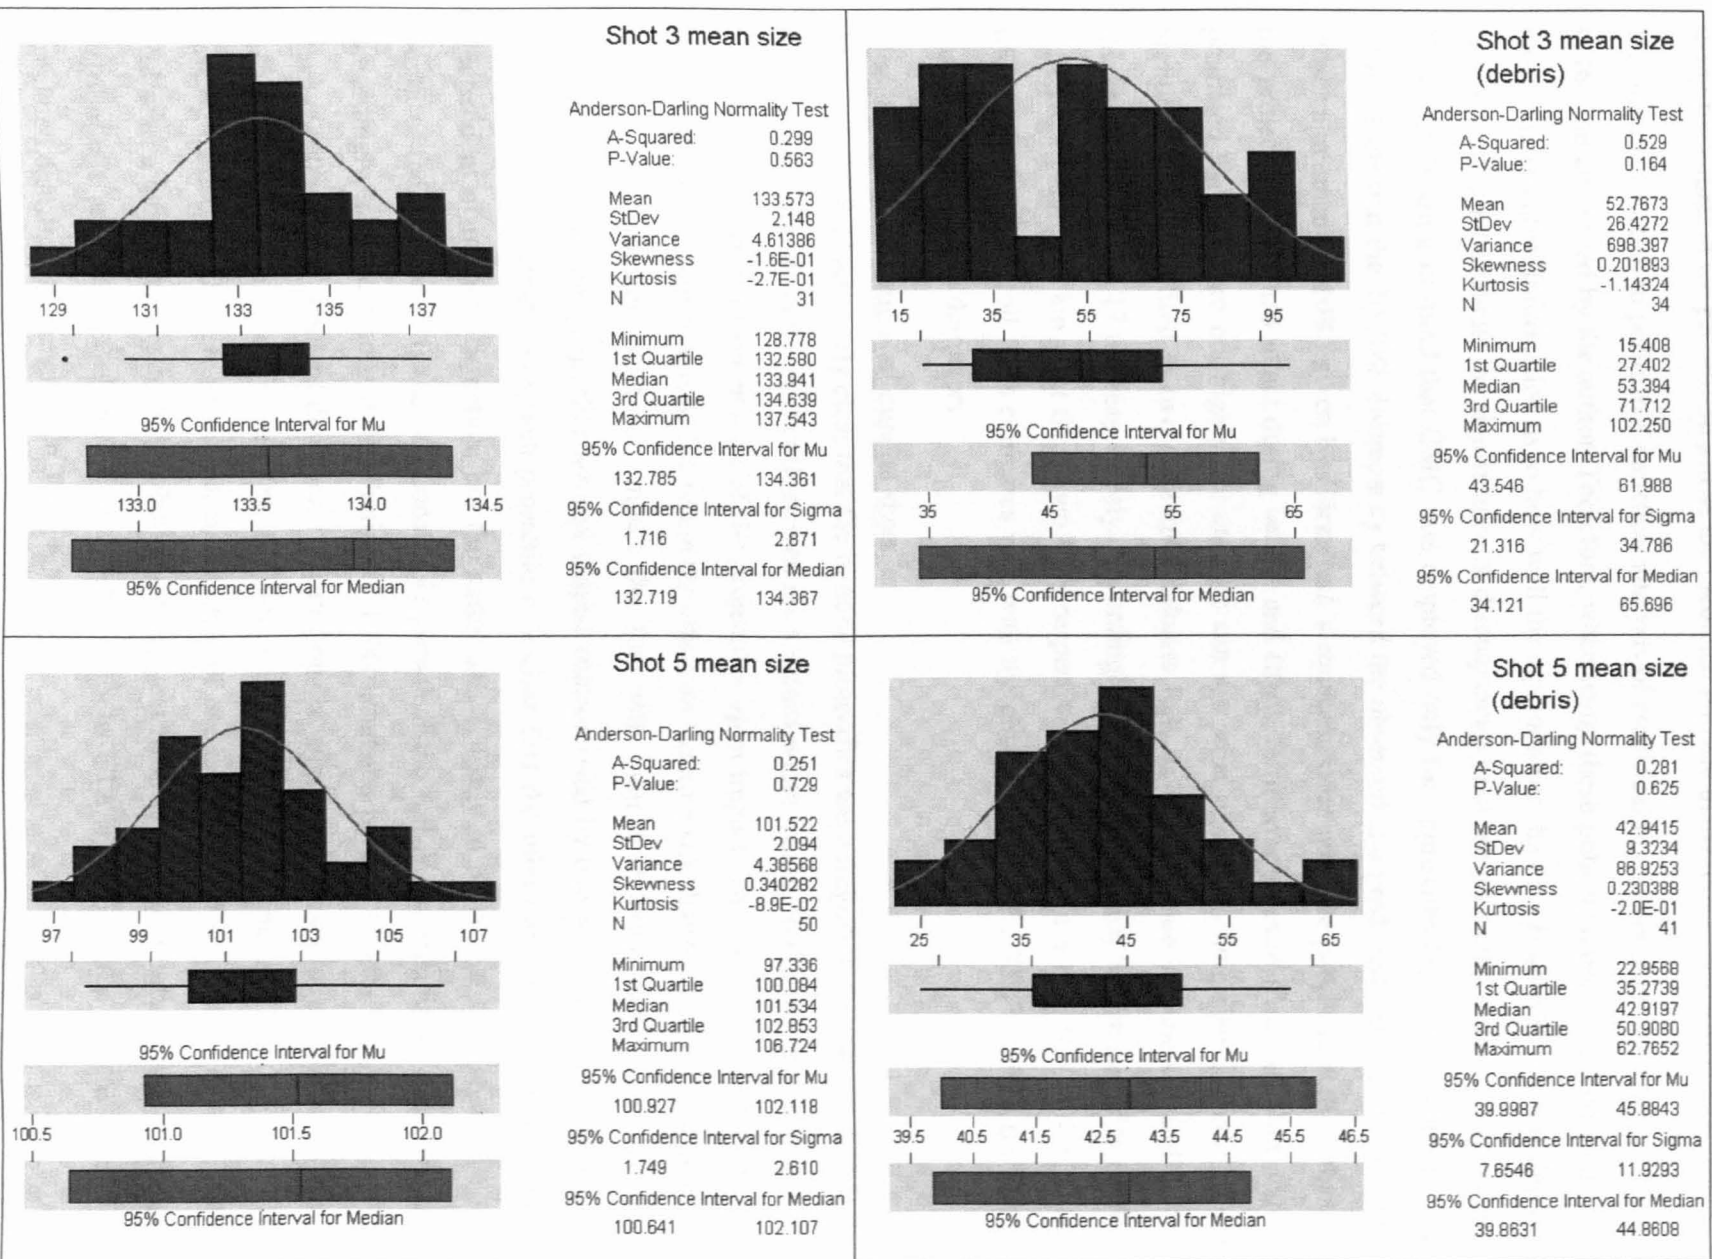 Shot 3 mean size
Anderson-Darling Normality Test
A-Squared: 0.299
P-Value: 0.563
Mean 133.573
StDev 2.148
Variance 4.61386
Skewness -1.6E-01
Kurtosis -2.7E-01
N 31
Minimum 128.778
1st Quartile 132.580
Median 133.941
3rd Quartile 134.639
Maximum 137.543
95% Confidence Interval for Mu
132.785 134.361
95% Confidence Interval for Sigma
1.716 2.871
95% Confidence Interval for Median
132.719 134.367
129 131 133 135 137
95% Confidence Interval for Mu
133.0 133.5 134.0 134.5
95% Confidence Interval for Median
Shot 3 mean size
(debris)
Anderson-Darling Normality Test
A-Squared: 0.529
P-Value: 0.164
Mean 52.7673
StDev 26.4272
Variance 698.397
Skewness 0.201893
Kurtosis -1.14324
N 34
Minimum 15.408
1st Quartile 27.402
Median 53.394
3rd Quartile 71.712
Maximum 102.250
95% Confidence Interval for Mu
43.546 61.988
95% Confidence Interval for Sigma
21.316 34.786
95% Confidence Interval for Median
34.121 65.696
15 35 55 75 95
95% Confidence Interval for Mu
35 45 55 65
95% Confidence Interval for Median
Shot 5 mean size
Anderson-Darling Normality Test
A-Squared: 0.251
P-Value: 0.729
Mean 101.522
StDev 2.094
Variance 4.38568
Skewness 0.340282
Kurtosis -8.9E-02
N 50
Minimum 97.336
1st Quartile 100.084
Median 101.534
3rd Quartile 102.853
Maximum 106.724
95% Confidence Interval for Mu
100.927 102.118
95% Confidence Interval for Sigma
1.749 2.610
95% Confidence Interval for Median
100.641 102.107
97 99 101 103 105 107
95% Confidence Interval for Mu
100.5 101.0 101.5 102.0
95% Confidence Interval for Median
Shot 5 mean size
(debris)
Anderson-Darling Normality Test
A-Squared: 0.281
P-Value: 0.625
Mean 42.9415
StDev 9.3234
Variance 86.9253
Skewness 0.230388
Kurtosis -2.0E-01
N 41
Minimum 22.9568
1st Quartile 35.2739
Median 42.9197
3rd Quartile 50.9080
Maximum 62.7652
95% Confidence Interval for Mu
39.9987 45.8843
95% Confidence Interval for Sigma
7.6546 11.9293
95% Confidence Interval for Median
39.8631 44.8608
25 35 45 55 65
95% Confidence Interval for Mu
39.5 40.5 41.5 42.5 43.5 44.5 45.5 46.5
95% Confidence Interval for Median